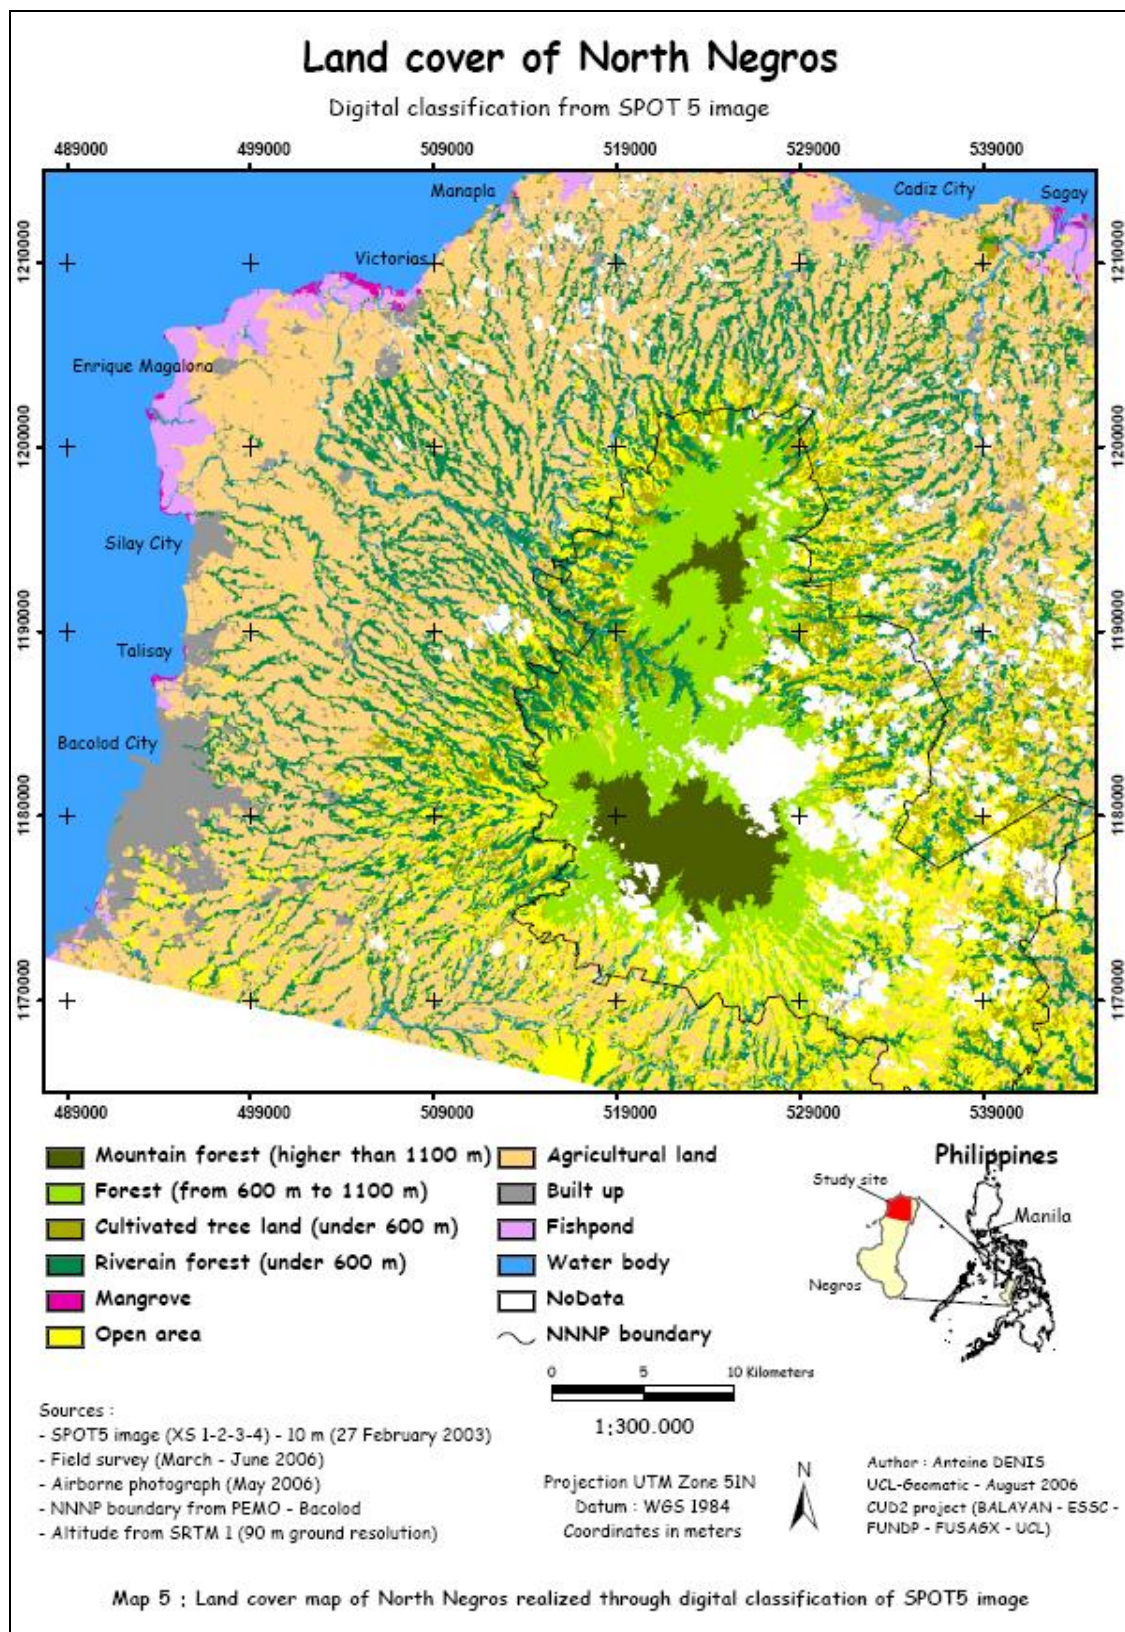 Land cover of North Negros
Digital classification from SPOT 5 image
489000 499000 509000 519000 529000 539000
Manapla
Cadiz City
Sagay
1210000
1210000
Victorias
Enrique Magalona
1200000
1200000
Silay City
1190000
1190000
Talisay
Bacolod City
1180000
1180000
1170000
1170000
489000 499000 509000 519000 529000 539000
Mountain forest (higher than 1100 m)
Forest (from 600 m to 1100 m)
Cultivated tree land (under 600 m)
Riverain forest (under 600 m)
Mangrove
Open area
Agricultural land
Built up
Fishpond
Water body
NoData
NNNP boundary
Philippines
Study site
Manila
Negros
0 5 10 Kilometers
1:300.000
Sources :
- SPOT5 image (XS 1-2-3-4) - 10 m (27 February 2003)
- Field survey (March - June 2006)
- Airborne photograph (May 2006)
- NNNP boundary from PEMO - Bacolod
- Altitude from SRTM 1 (90 m ground resolution)
Projection UTM Zone 51N
Datum : WGS 1984
Coordinates in meters
N
Author : Antoine DENIS
UCL-Geomatic - August 2006
CUD2 project (BALAYAN - ESSC -
FUNDP - FUSAGX - UCL)
Map 5 : Land cover map of North Negros realized through digital classification of SPOT5 image